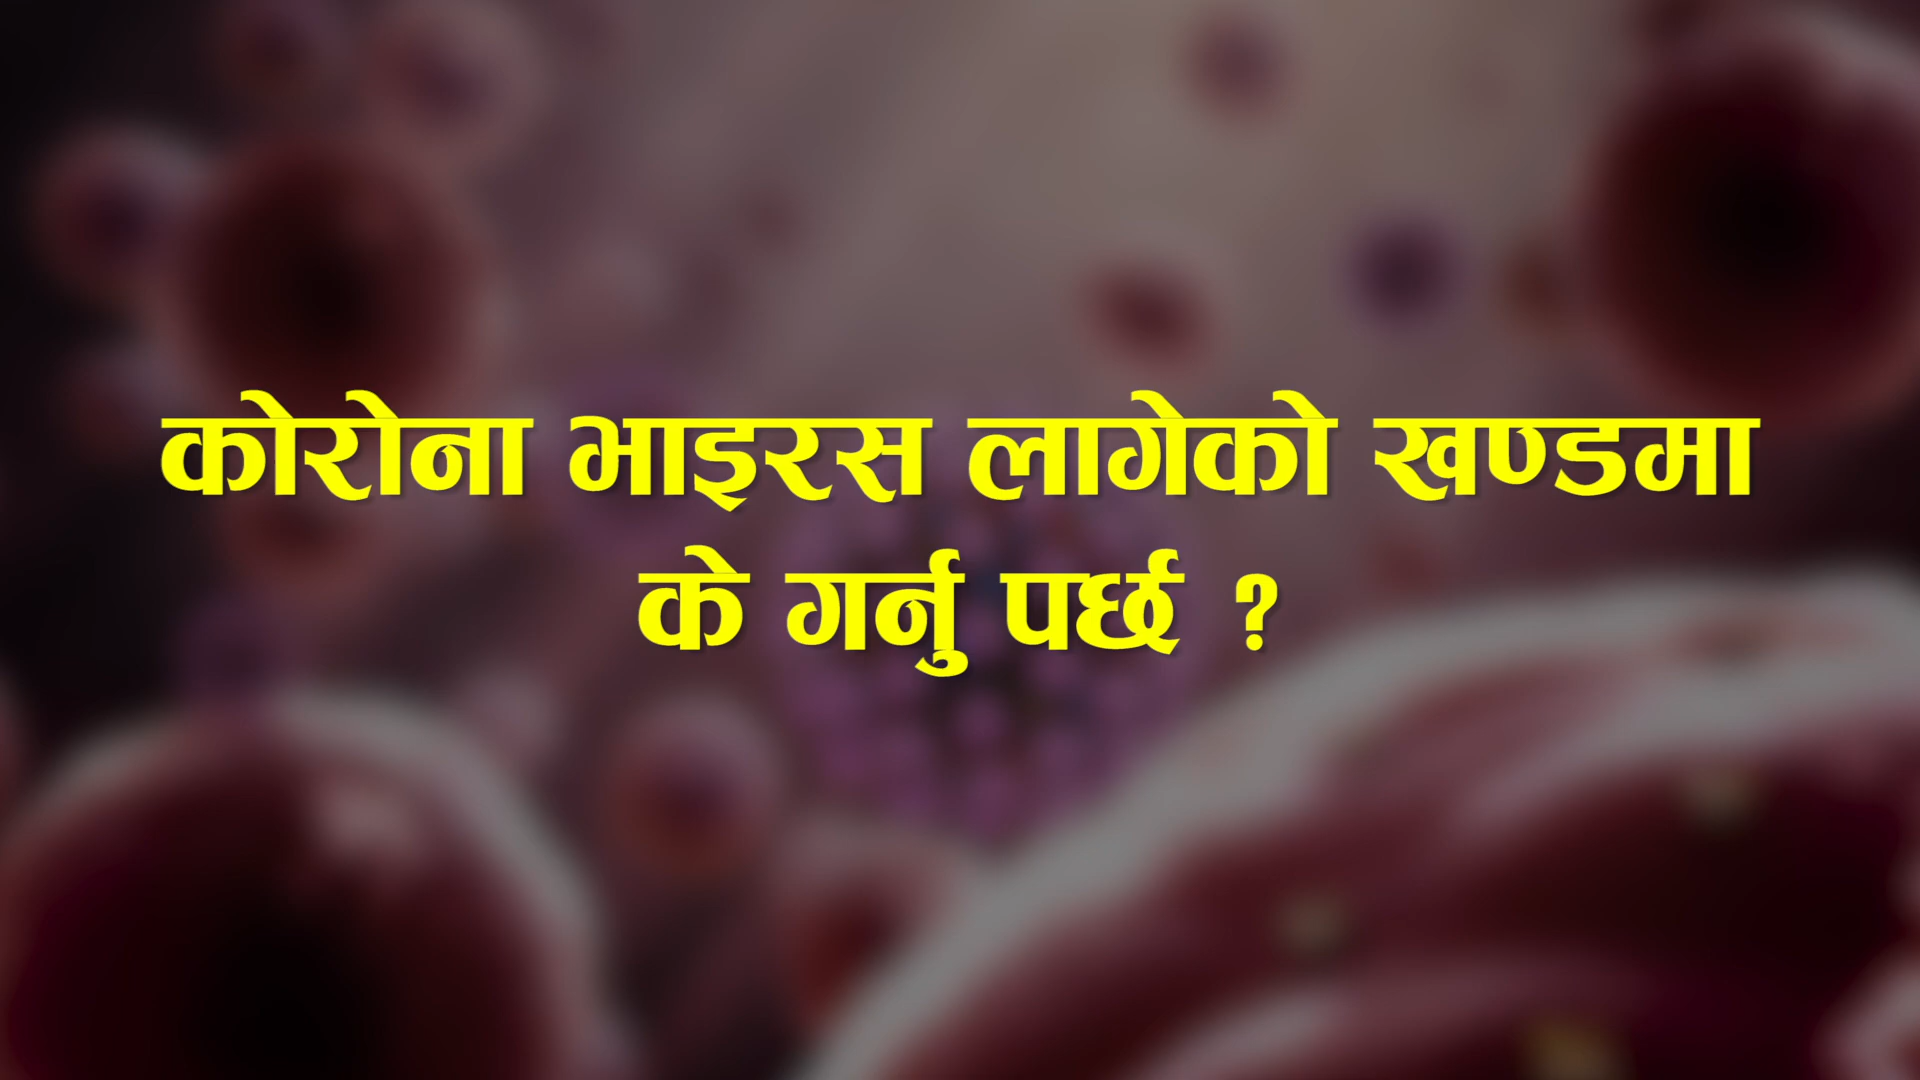 कोरोना भाइरस लागेको खण्डमा
के गर्नु पर्छ ?